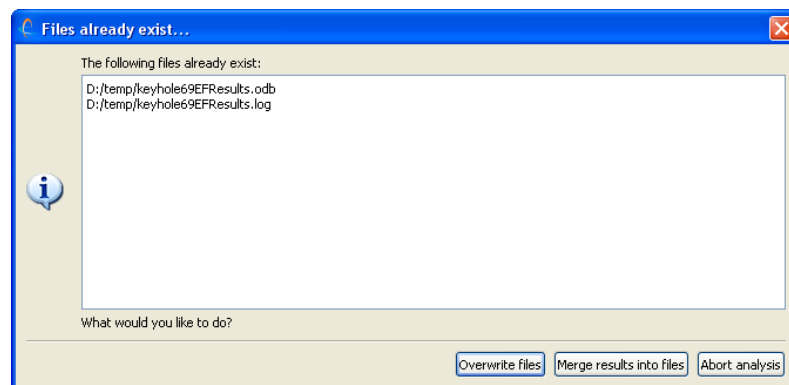 Files already exist...
The following files already exist:
D:/temp/keyhole69EFResults.odb
D:/temp/keyhole69EFResults.log
What would you like to do?
Overwrite files Merge results into files Abort analysis